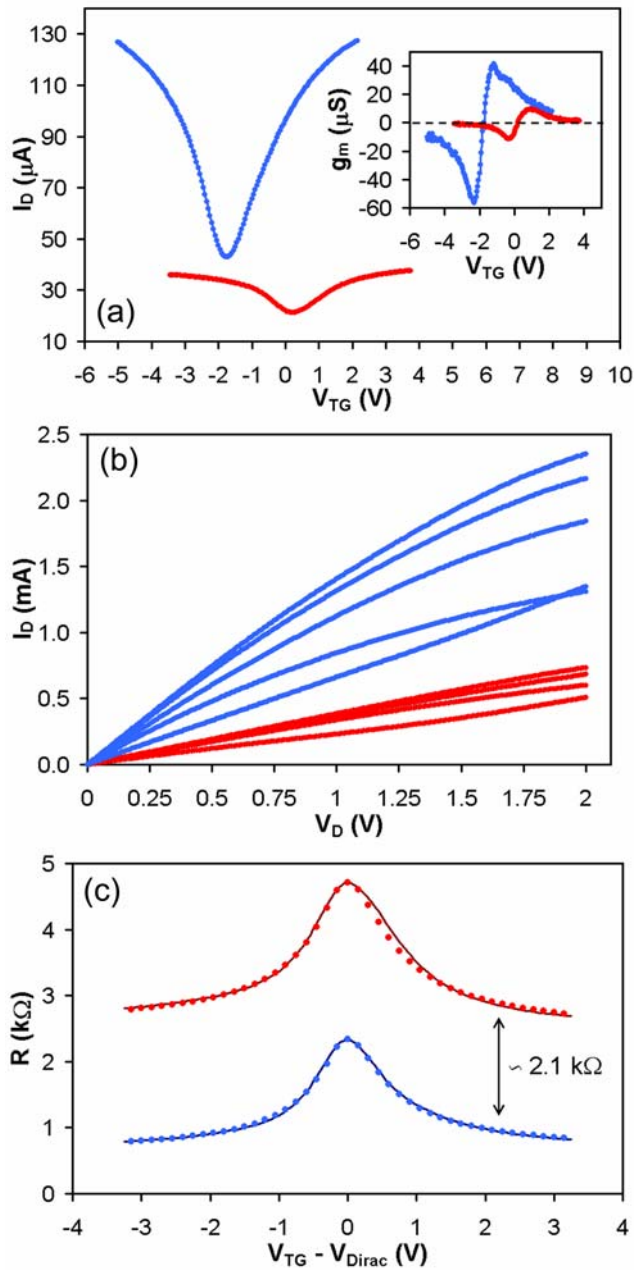 130
110
90
70
50
30
10
I_D (μA)
(a)
-6 -5 -4 -3 -2 -1 0 1 2 3 4 5 6 7 8 9 10
V_TG (V)
40
20
0
-20
-40
-60
g_m (μS)
-6 -4 -2 0 2 4
V_TG (V)
(b)
2.5
2.0
1.5
1.0
0.5
0.0
I_D (mA)
0 0.25 0.5 0.75 1 1.25 1.5 1.75 2
V_D (V)
(c)
5
4
3
2
1
0
R (kΩ)
∽ 2.1 kΩ
-4 -3 -2 -1 0 1 2 3 4
V_TG - V_Dirac (V)